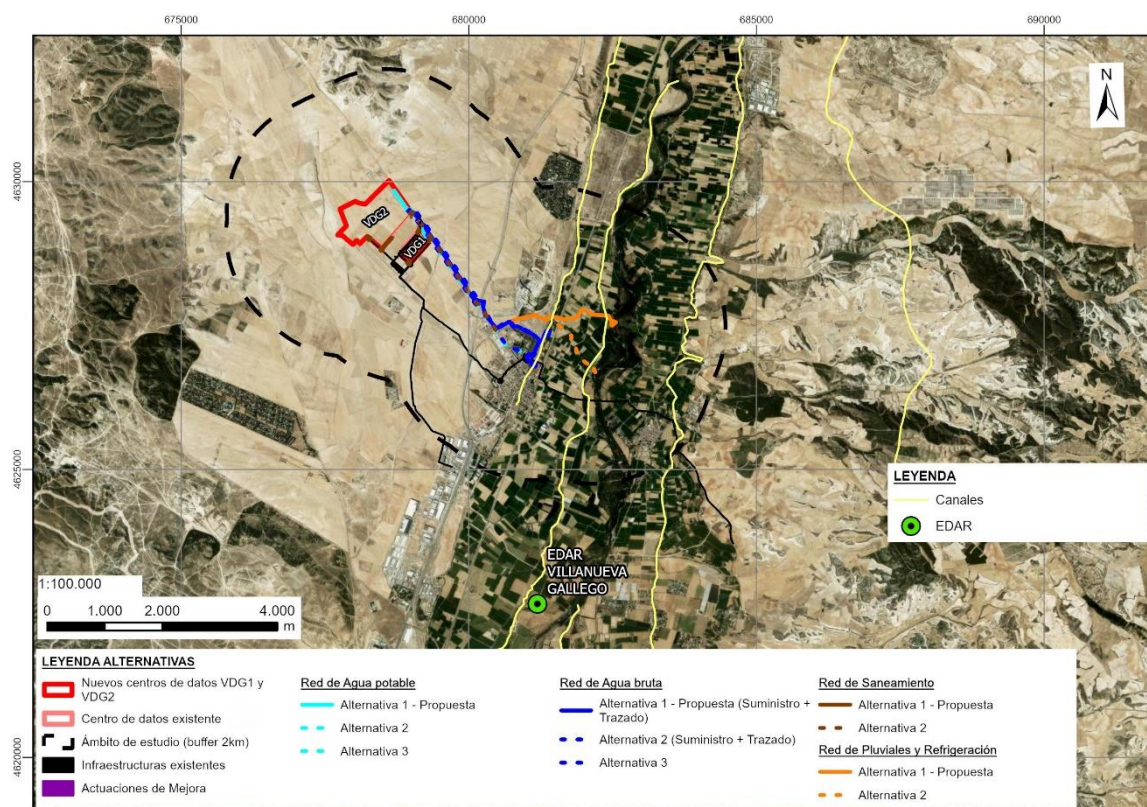 675000
680000
685000
690000
4630000
4625000
4620000
N
VDG2
VDG1
LEYENDA
Canales
EDAR
EDAR
VILLANUEVA
GALLEGO
1:100.000
0 1.000 2.000 4.000
m
LEYENDA ALTERNATIVAS
Nuevos centros de datos VDG1 y
VDG2
Centro de datos existente
Ámbito de estudio (buffer 2km)
Infraestructuras existentes
Actuaciones de Mejora
Red de Agua potable
Alternativa 1 - Propuesta
Alternativa 2
Alternativa 3
Red de Agua bruta
Alternativa 1 - Propuesta (Suministro +
Trazado)
Alternativa 2 (Suministro + Trazado)
Alternativa 3
Red de Saneamiento
Alternativa 1 - Propuesta
Alternativa 2
Red de Pluviales y Refrigeración
Alternativa 1 - Propuesta
Alternativa 2